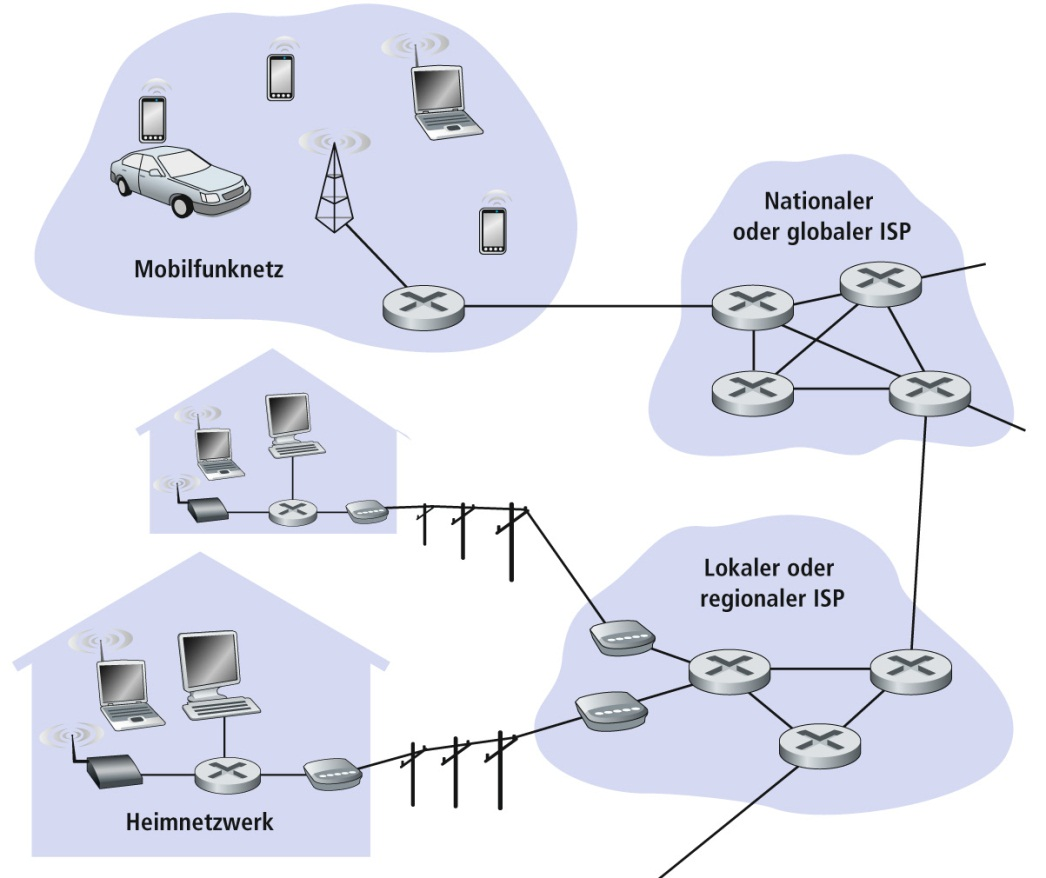 Mobilfunknetz
Nationaler
oder globaler ISP
Lokaler oder
regionaler ISP
Heimnetzwerk